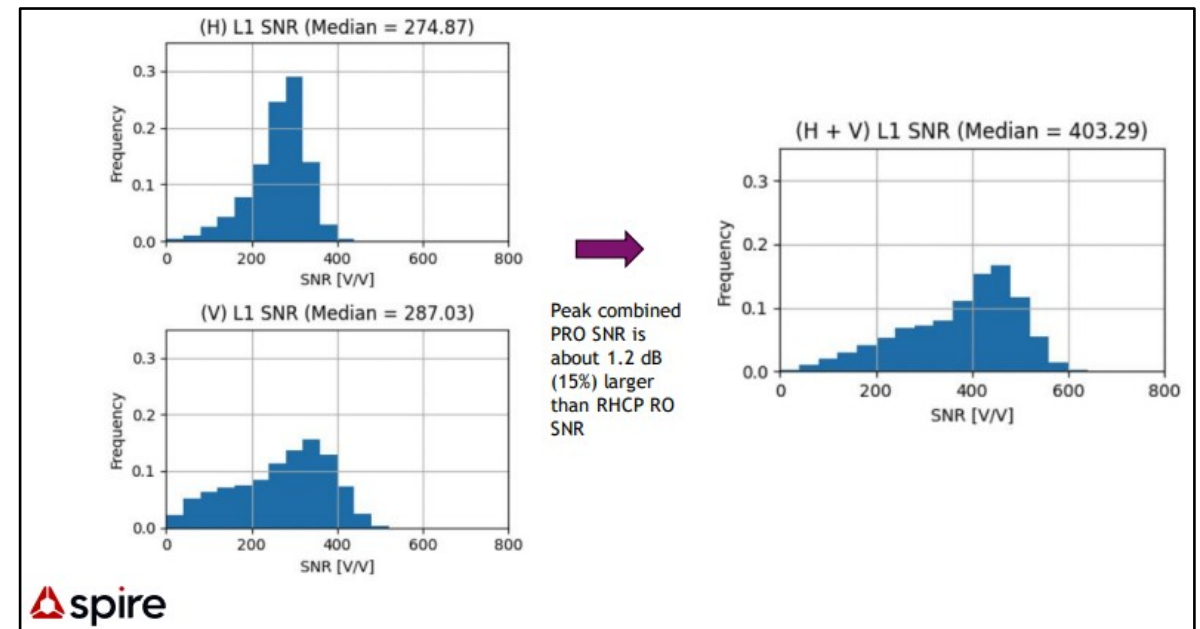 (H) L1 SNR (Median = 274.87)
Frequency
0.3
0.2
0.1
0.0
0 200 400 600 800
SNR [V/V]
(V) L1 SNR (Median = 287.03)
Frequency
0.3
0.2
0.1
0.0
0 200 400 600 800
SNR [V/V]
Peak combined
PRO SNR is
about 1.2 dB
(15%) larger
than RHCP RO
SNR
(H + V) L1 SNR (Median = 403.29)
Frequency
0.3
0.2
0.1
0.0
0 200 400 600 800
SNR [V/V]
spire